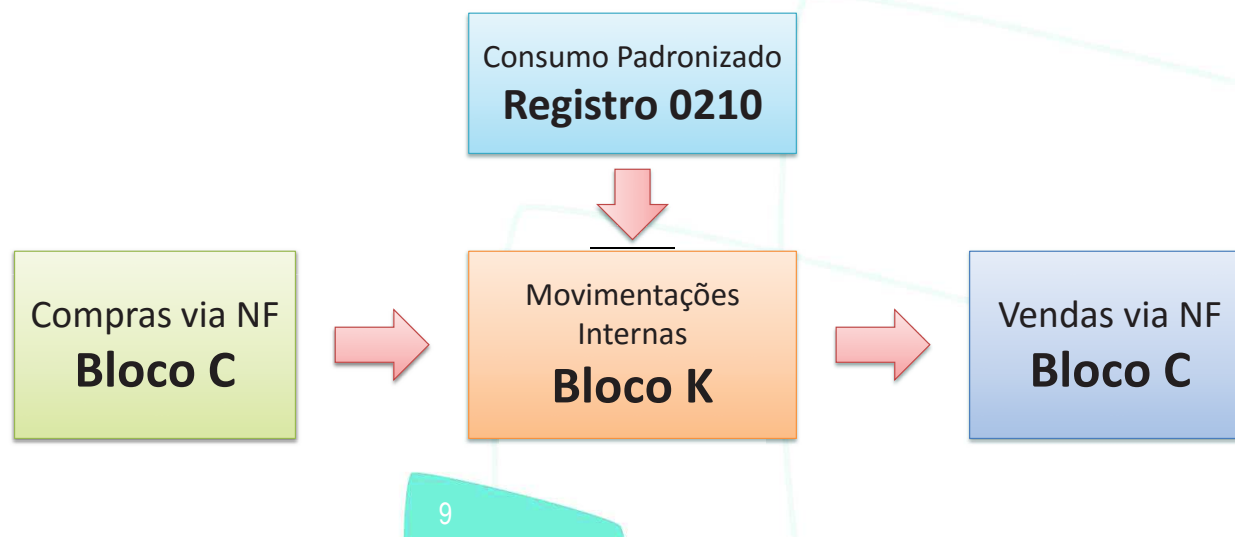 Consumo Padronizado
Registro 0210
Compras via NF
Bloco C
Movimentações
Internas
Bloco K
Vendas via NF
Bloco C
9